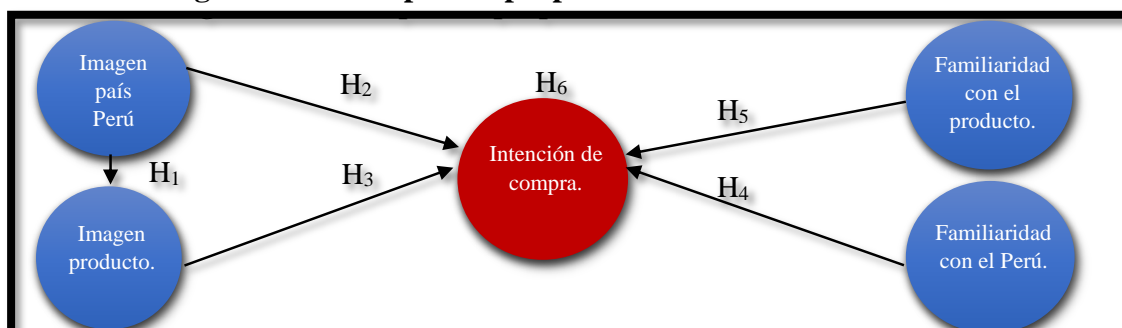 Imagen
país
Perú
H1
Imagen
producto.
H2
H3
H6
Intención de
compra.
H5
H4
Familiaridad
con el
producto.
Familiaridad
con el Perú.